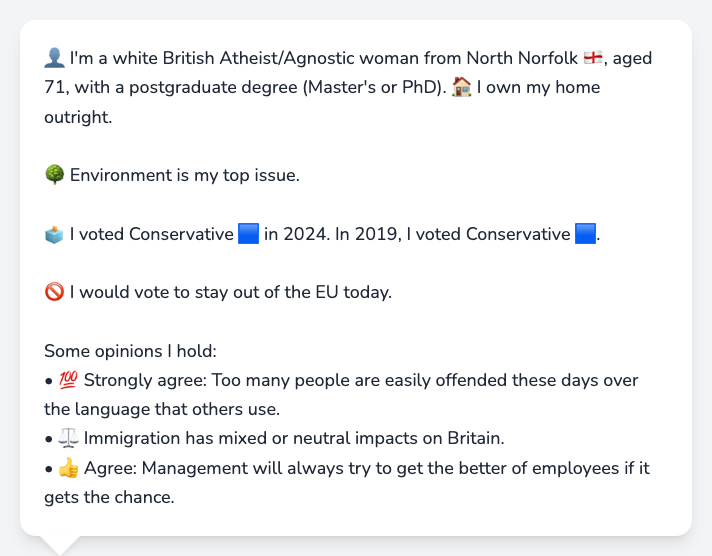 👤 I'm a white British Atheist/Agnostic woman from North Norfolk 🏴󠁧󠁢󠁥󠁮󠁧󠁿, aged
71, with a postgraduate degree (Master's or PhD). 🏠 I own my home
outright.
🌳 Environment is my top issue.
🗳️ I voted Conservative 🟦 in 2024. In 2019, I voted Conservative 🟦.
🚫 I would vote to stay out of the EU today.
Some opinions I hold:
• 💯 Strongly agree: Too many people are easily offended these days over
the language that others use.
• ⚖️ Immigration has mixed or neutral impacts on Britain.
• 👍 Agree: Management will always try to get the better of employees if it
gets the chance.